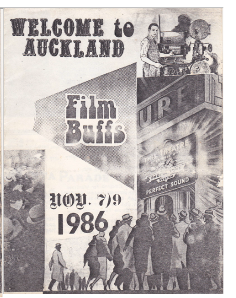 WELCOME to
AUCKLAND
Film
Buffs
PERFECT SOUND
NOV. 7/9
1986